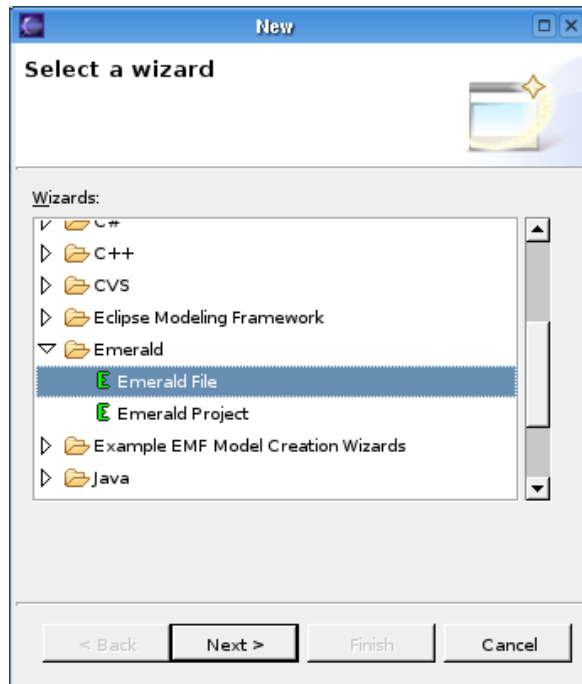 New
Select a wizard
Wizards:
C#
C++
CVS
Eclipse Modeling Framework
Emerald
Emerald File
Emerald Project
Example EMF Model Creation Wizards
Java
< Back Next > Finish Cancel